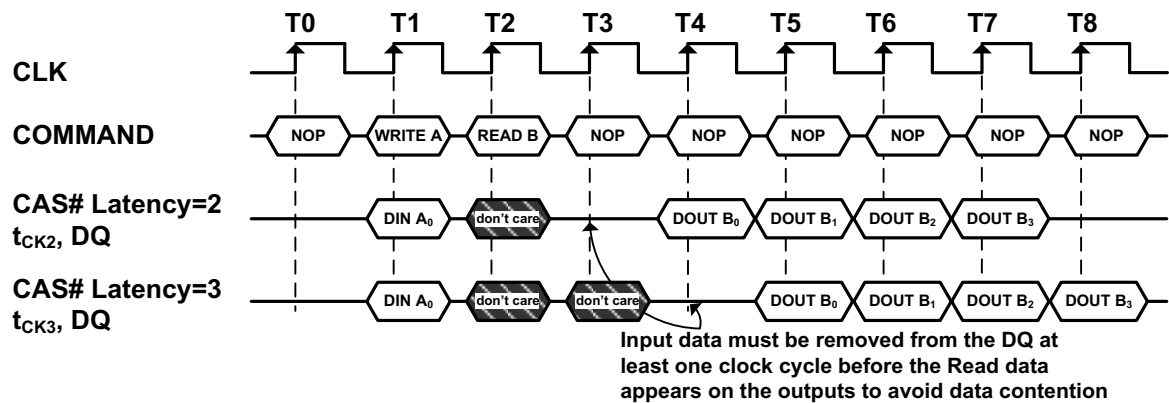 T0 T1 T2 T3 T4 T5 T6 T7 T8
CLK
COMMAND NOP WRITE A READ B NOP NOP NOP NOP NOP NOP
CAS# Latency=2
tCK2, DQ DIN A0 don't care DOUT B0 DOUT B1 DOUT B2 DOUT B3
CAS# Latency=3
tCK3, DQ DIN A0 don't care don't care DOUT B0 DOUT B1 DOUT B2 DOUT B3
Input data must be removed from the DQ at
least one clock cycle before the Read data
appears on the outputs to avoid data contention